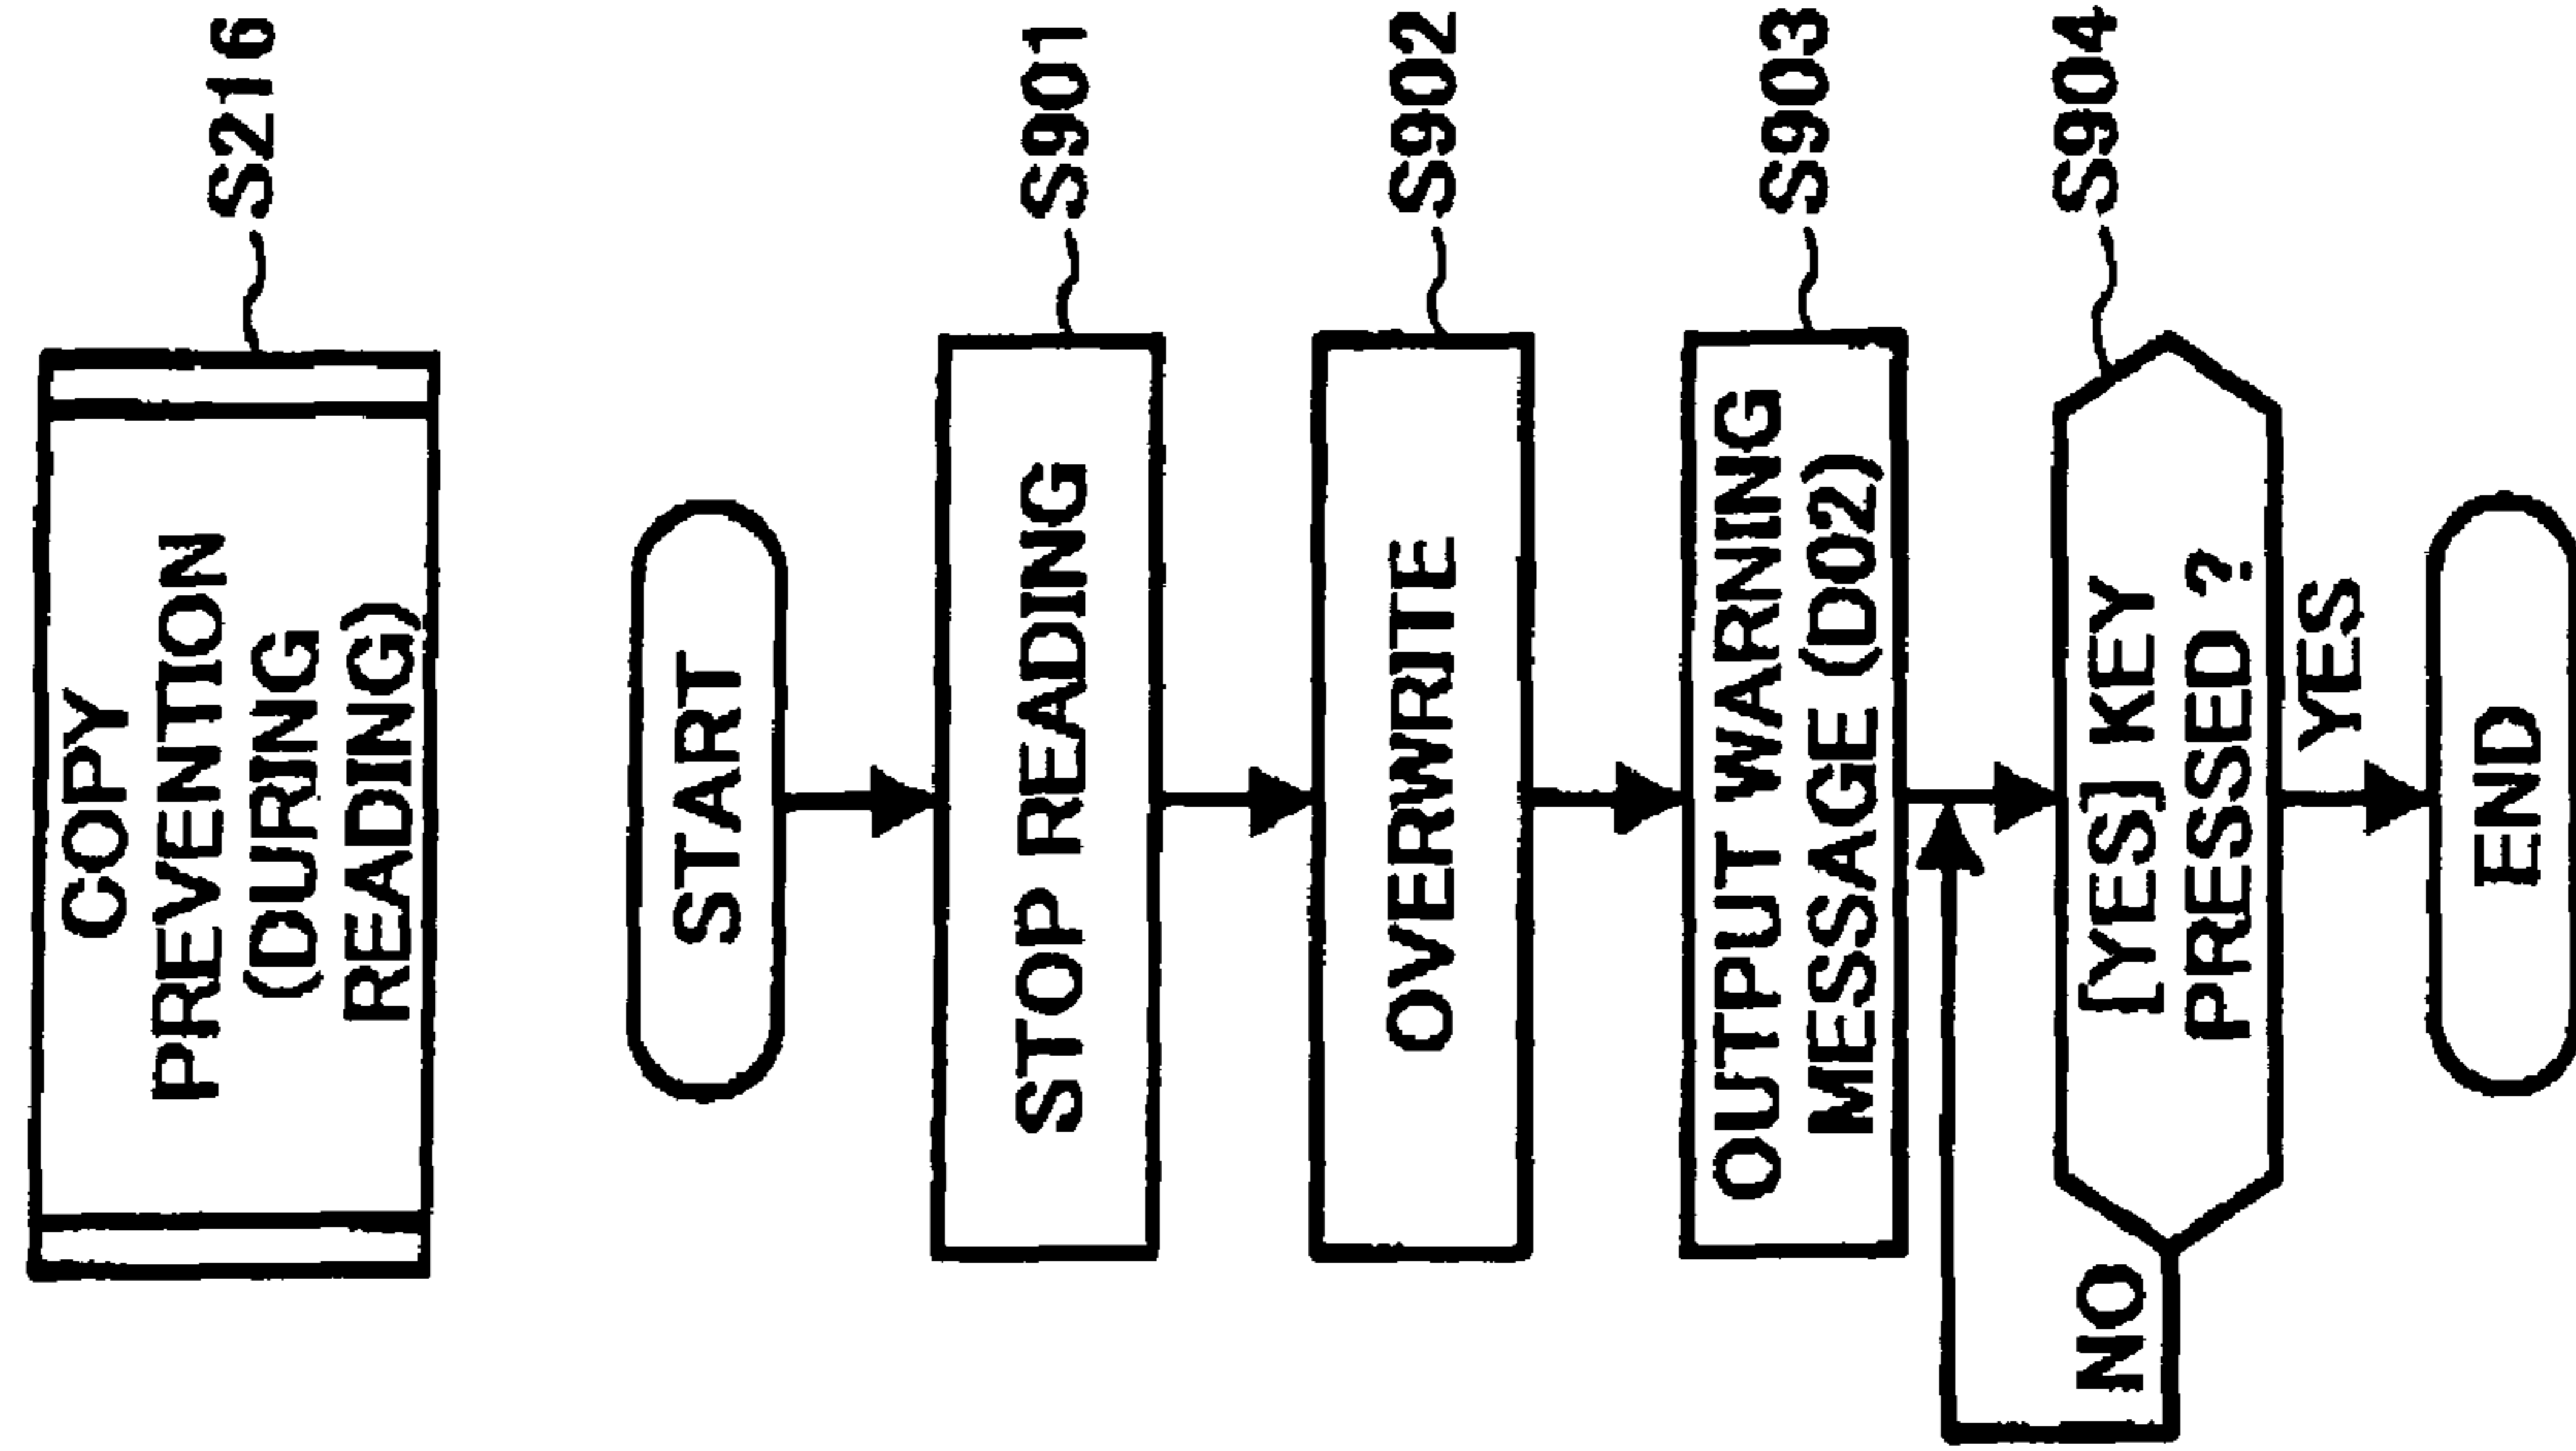 COPY
PREVENTION
(DURING
READING)
S216
START
STOP READING
S901
OVERWRITE
S902
OUTPUT WARNING
MESSAGE (D02)
S903
[YES] KEY
PRESSED ?
S904
NO
YES
END